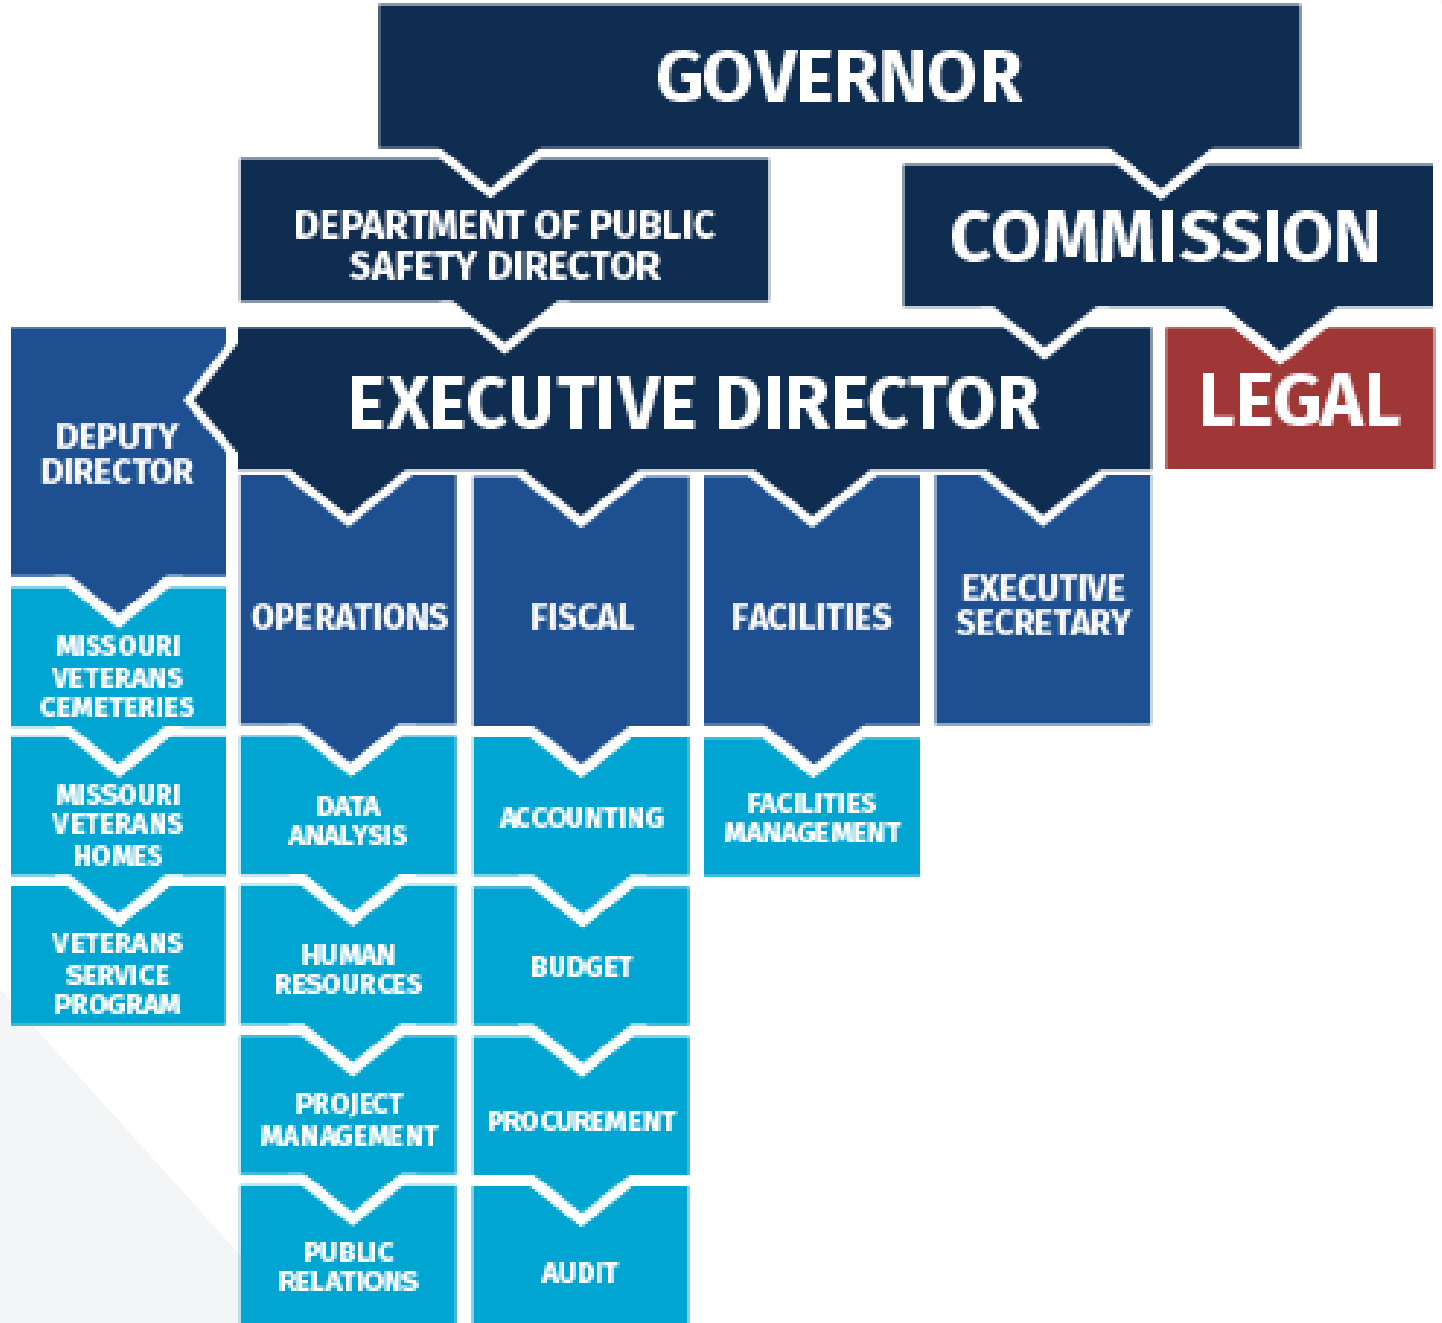 GOVERNOR
DEPARTMENT OF PUBLIC
SAFETY DIRECTOR
COMMISSION
EXECUTIVE DIRECTOR
LEGAL
DEPUTY
DIRECTOR
OPERATIONS
FISCAL
FACILITIES
EXECUTIVE
SECRETARY
MISSOURI
VETERANS
CEMETERIES
MISSOURI
VETERANS
HOMES
DATA
ANALYSIS
ACCOUNTING
FACILITIES
MANAGEMENT
VETERANS
SERVICE
PROGRAM
HUMAN
RESOURCES
BUDGET
PROJECT
MANAGEMENT
PROCUREMENT
PUBLIC
RELATIONS
AUDIT